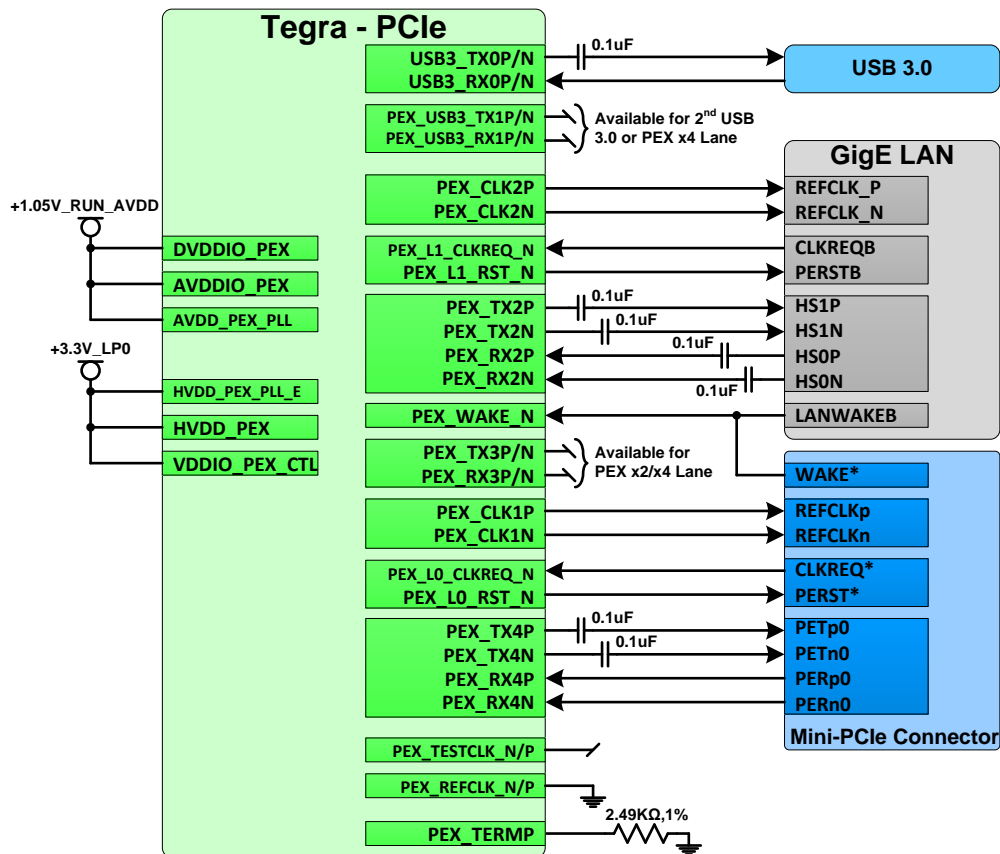 Tegra - PCIe
USB3_TX0P/N
USB3_RX0P/N
0.1uF
USB 3.0
PEX_USB3_TX1P/N
PEX_USB3_RX1P/N
Available for 2nd USB
3.0 or PEX x4 Lane
GigE LAN
PEX_CLK2P
PEX_CLK2N
REFCLK_P
REFCLK_N
+1.05V_RUN_AVDD
DVDDIO_PEX
AVDDIO_PEX
AVDD_PEX_PLL
PEX_L1_CLKREQ_N
PEX_L1_RST_N
CLKREQB
PERSTB
PEX_TX2P
PEX_TX2N
PEX_RX2P
PEX_RX2N
0.1uF
0.1uF
0.1uF
0.1uF
HS1P
HS1N
HS0P
HS0N
+3.3V_LP0
HVDD_PEX_PLL_E
HVDD_PEX
VDDIO_PEX_CTL
PEX_WAKE_N
LANWAKEB
PEX_TX3P/N
PEX_RX3P/N
Available for
PEX x2/x4 Lane
WAKE*
PEX_CLK1P
PEX_CLK1N
REFCLKp
REFCLKn
PEX_L0_CLKREQ_N
PEX_L0_RST_N
CLKREQ*
PERST*
PEX_TX4P
PEX_TX4N
PEX_RX4P
PEX_RX4N
0.1uF
0.1uF
PETp0
PETn0
PERp0
PERn0
Mini-PCIe Connector
PEX_TESTCLK_N/P
PEX_REFCLK_N/P
PEX_TERMP
2.49KΩ,1%